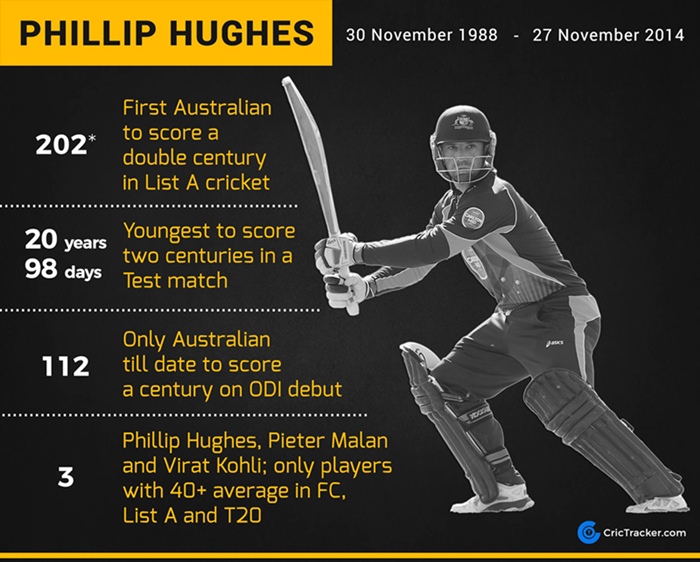 PHILLIP HUGHES
30 November 1988 - 27 November 2014
202*
First Australian
to score a
double century
in List A cricket
20 years
98 days
Youngest to score
two centuries in a
Test match
112
Only Australian
till date to score
a century on ODI debut
3
Phillip Hughes, Pieter Malan
and Virat Kohli; only players
with 40+ average in FC,
List A and T20
asics
CricTracker.com